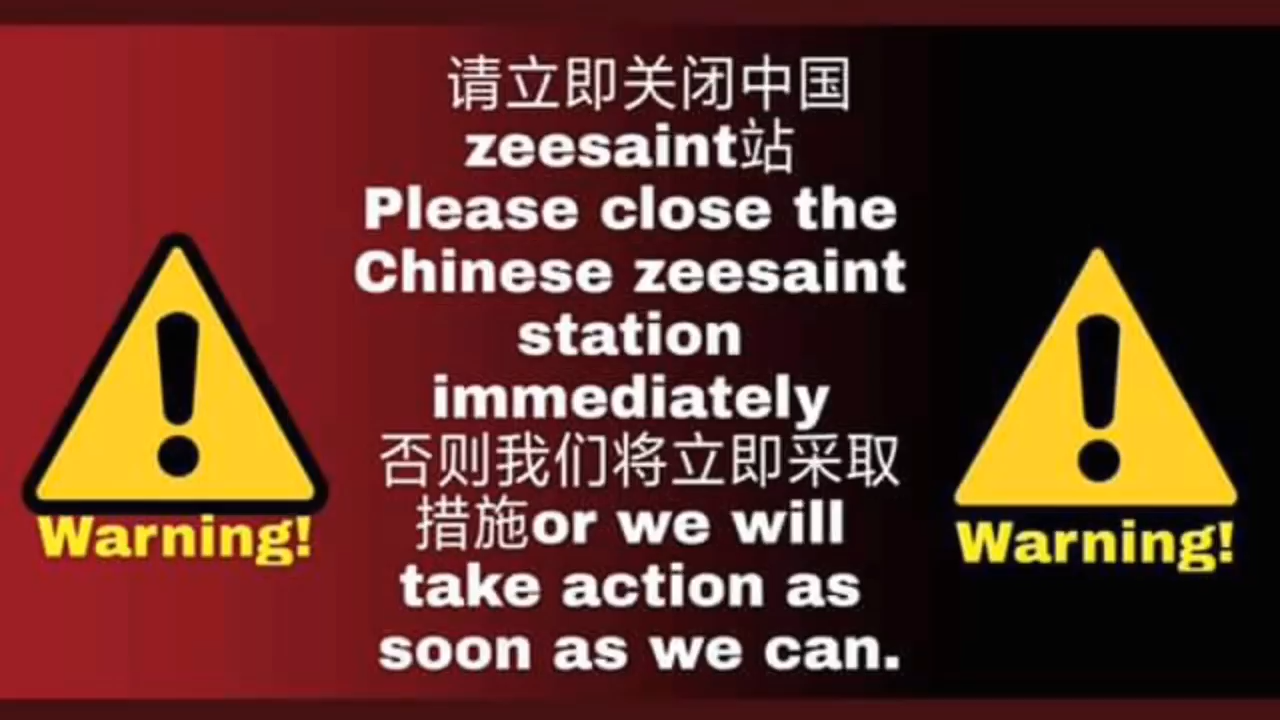 请立即关闭中国
zeesaint站
Please close the
Chinese zeesaint
station
immediately
否则我们将立即采取
措施or we will
take action as
soon as we can.
Warning!
Warning!